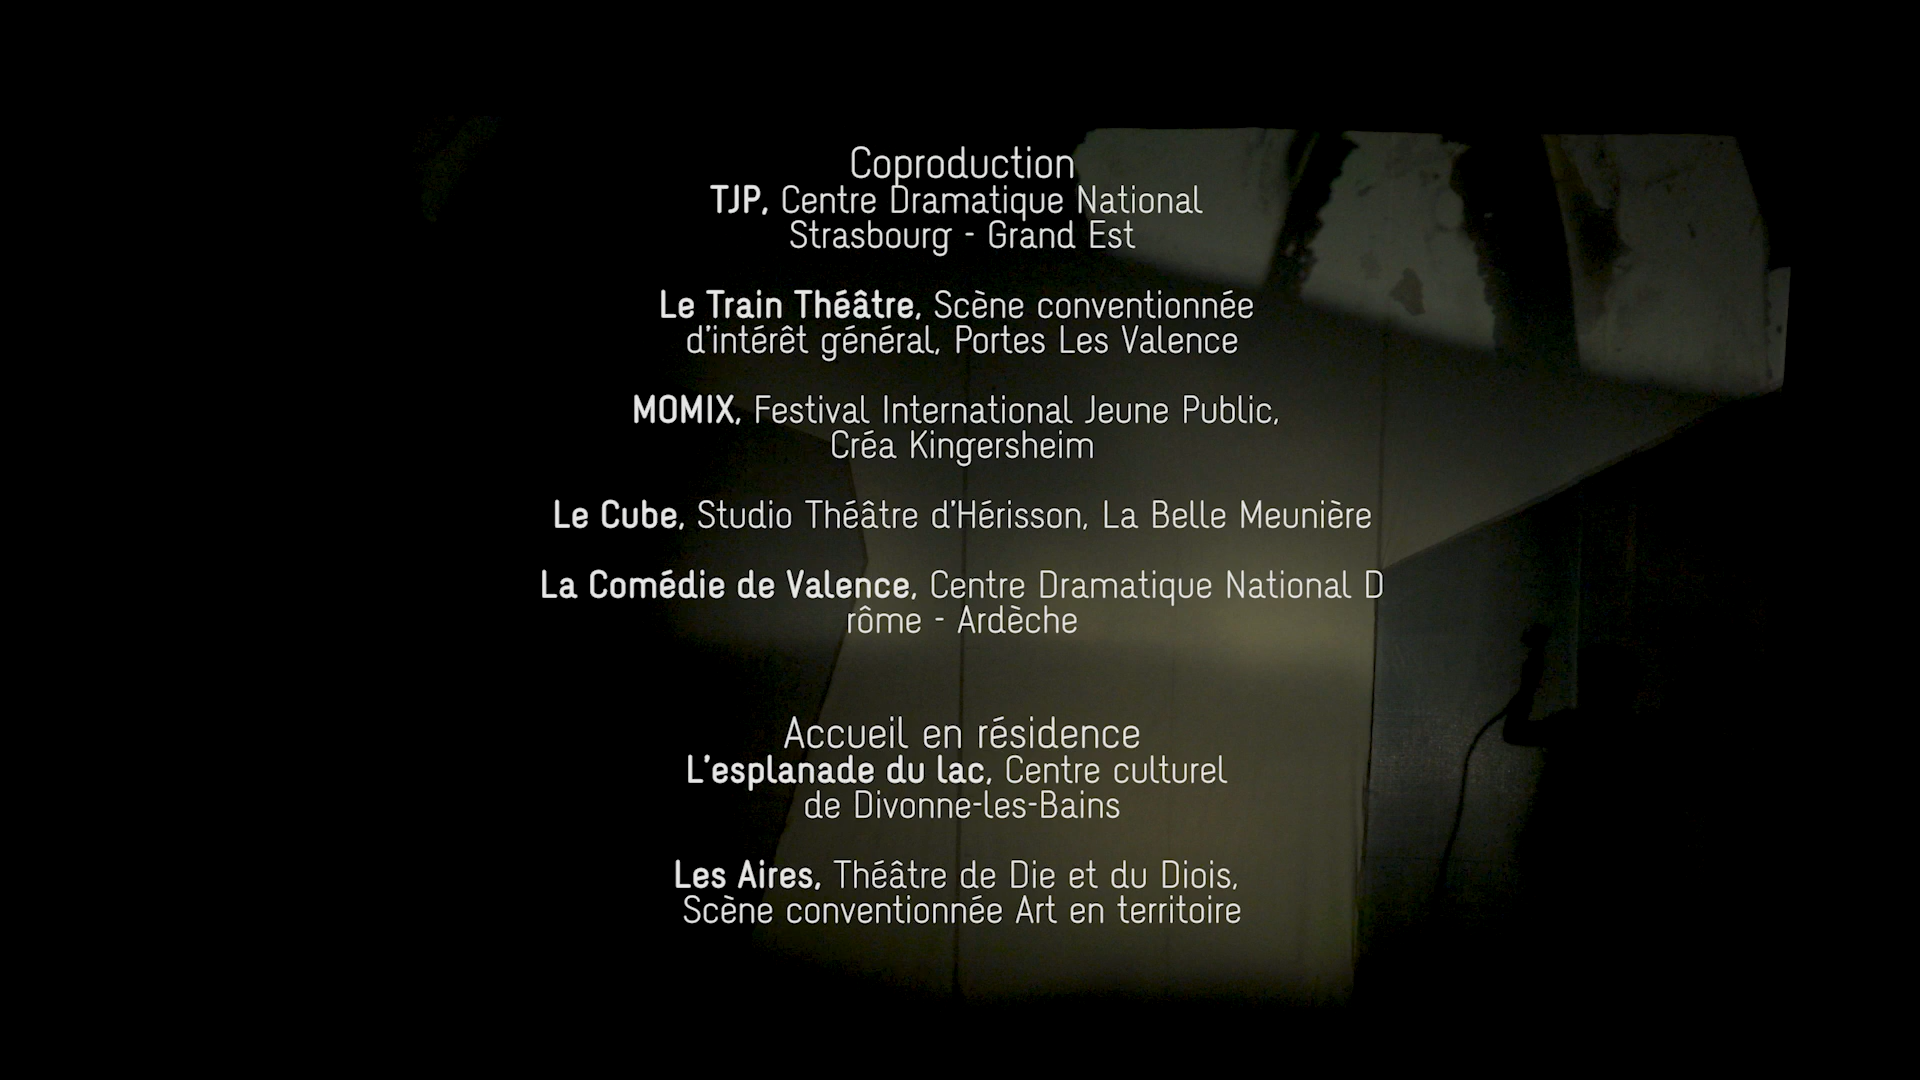 Coproduction
TJP, Centre Dramatique National
Strasbourg - Grand Est
Le Train Théâtre, Scène conventionnée
d'intérêt général, Portes Les Valence
MOMIX, Festival International Jeune Public,
Créa Kingersheim
Le Cube, Studio Théâtre d'Hérisson, La Belle Meunière
La Comédie de Valence, Centre Dramatique National D
rôme - Ardèche
Accueil en résidence
L'esplanade du lac, Centre culturel
de Divonne-les-Bains
Les Aires, Théâtre de Die et du Diois,
Scène conventionnée Art en territoire